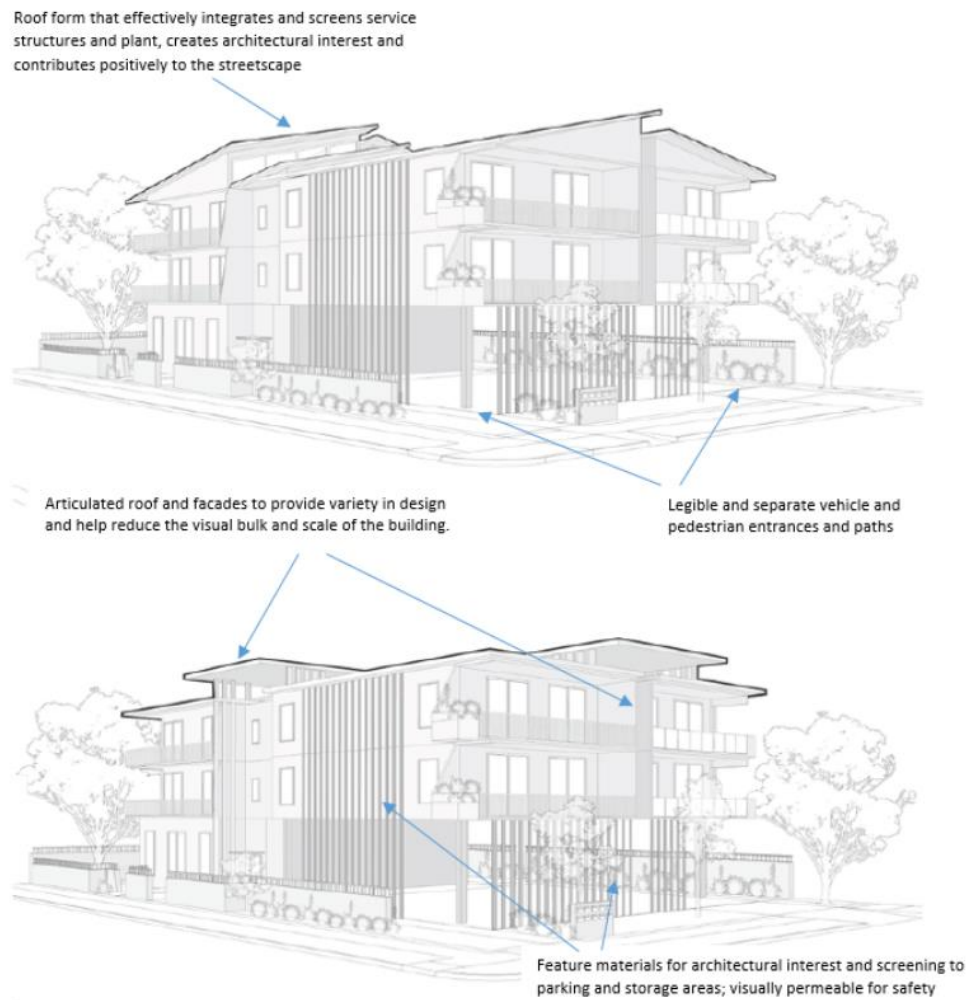 Roof form that effectively integrates and screens service
structures and plant, creates architectural interest and
contributes positively to the streetscape
Articulated roof and facades to provide variety in design
and help reduce the visual bulk and scale of the building.
Legible and separate vehicle and
pedestrian entrances and paths
Feature materials for architectural interest and screening to
parking and storage areas; visually permeable for safety